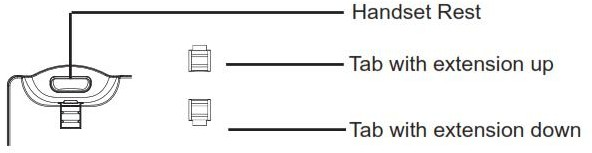 Handset Rest
Tab with extension up
Tab with extension down